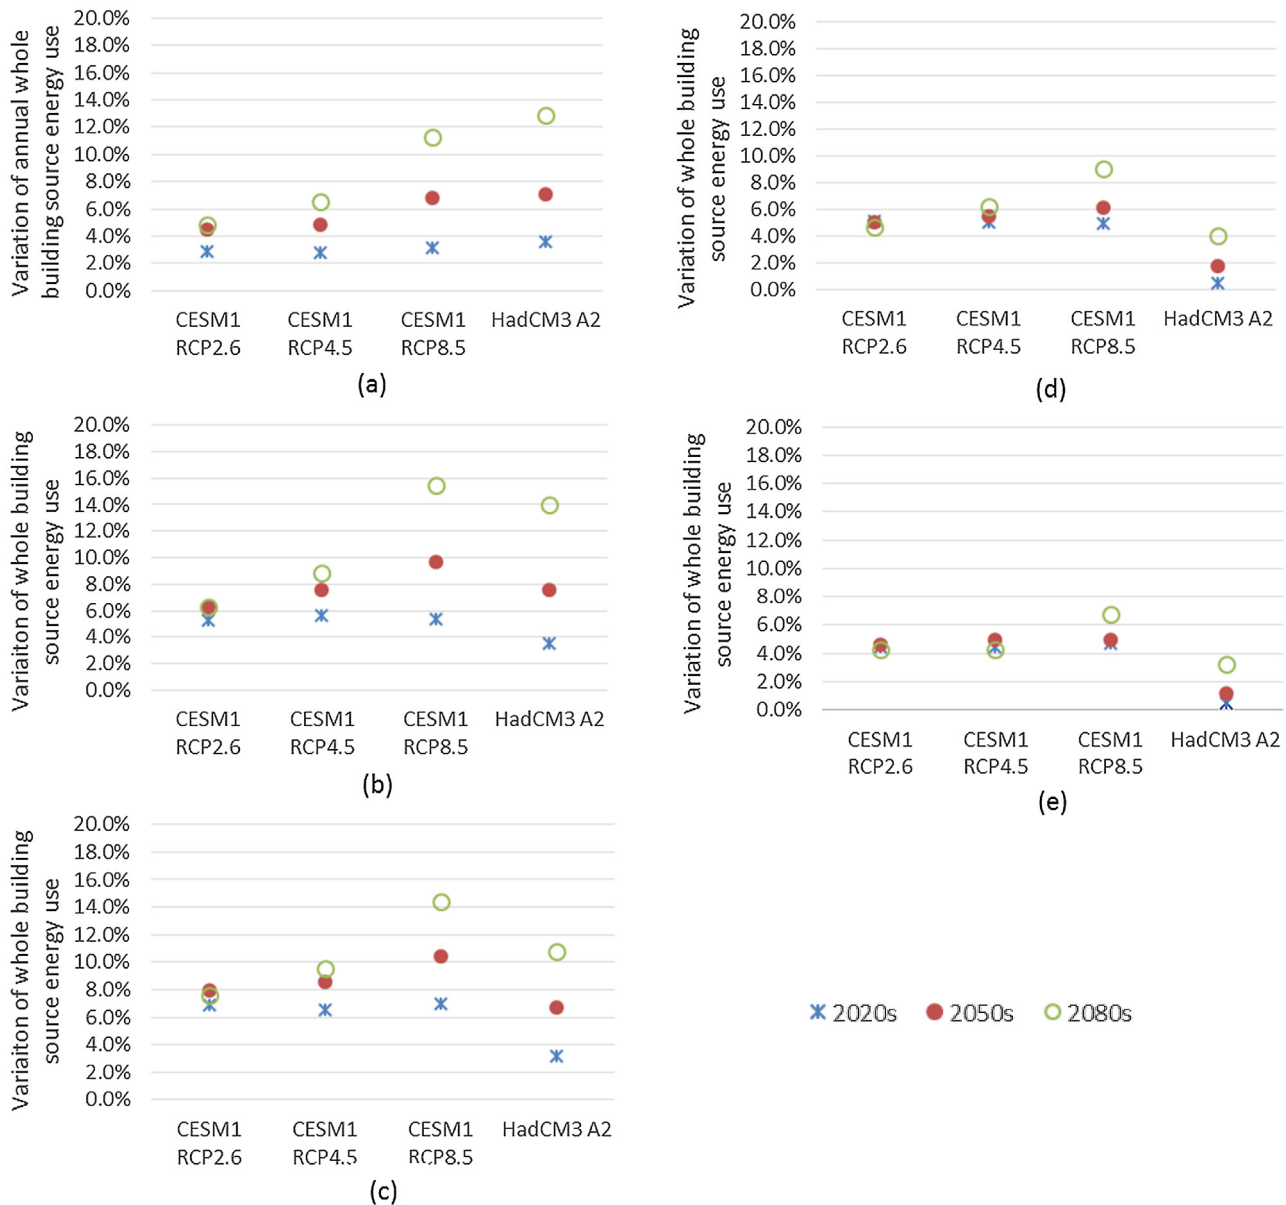 Variation of annual whole
building source energy use
20.0%
18.0%
16.0%
14.0%
12.0%
10.0%
8.0%
6.0%
4.0%
2.0%
0.0%
CESM1 CESM1 CESM1 HadCM3 A2
RCP2.6 RCP4.5 RCP8.5
(a)
Variaiton of whole building
source energy use
20.0%
18.0%
16.0%
14.0%
12.0%
10.0%
8.0%
6.0%
4.0%
2.0%
0.0%
CESM1 CESM1 CESM1 HadCM3 A2
RCP2.6 RCP4.5 RCP8.5
(b)
Variaiton of whole building
source energy use
20.0%
18.0%
16.0%
14.0%
12.0%
10.0%
8.0%
6.0%
4.0%
2.0%
0.0%
CESM1 CESM1 CESM1 HadCM3 A2
RCP2.6 RCP4.5 RCP8.5
(c)
Variation of whole building
source energy use
20.0%
18.0%
16.0%
14.0%
12.0%
10.0%
8.0%
6.0%
4.0%
2.0%
0.0%
CESM1 CESM1 CESM1 HadCM3 A2
RCP2.6 RCP4.5 RCP8.5
(d)
Variation of whole building
source energy use
20.0%
18.0%
16.0%
14.0%
12.0%
10.0%
8.0%
6.0%
4.0%
2.0%
0.0%
CESM1 CESM1 CESM1 HadCM3 A2
RCP2.6 RCP4.5 RCP8.5
(e)
2020s 2050s 2080s